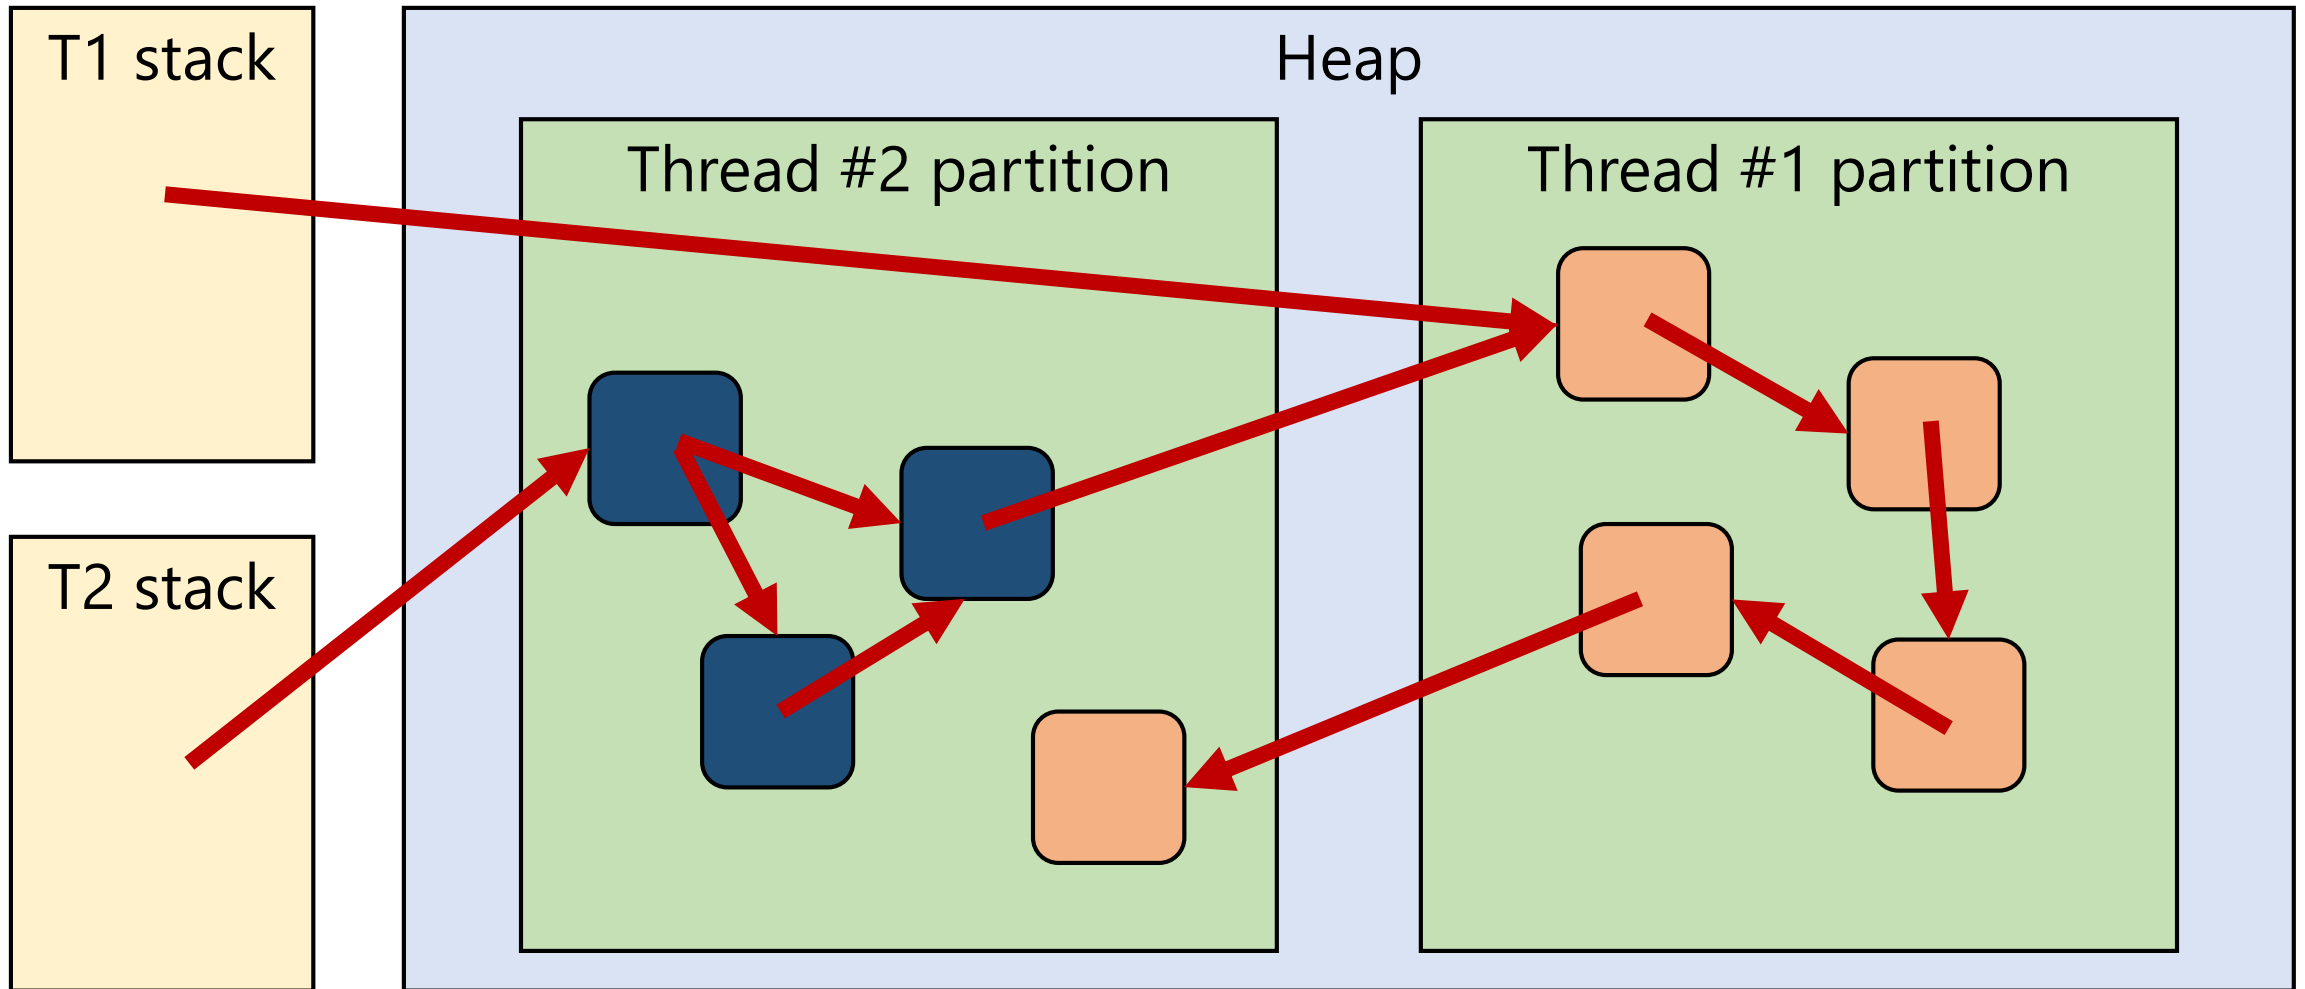 T1 stack
Heap
Thread #2 partition
Thread #1 partition
T2 stack